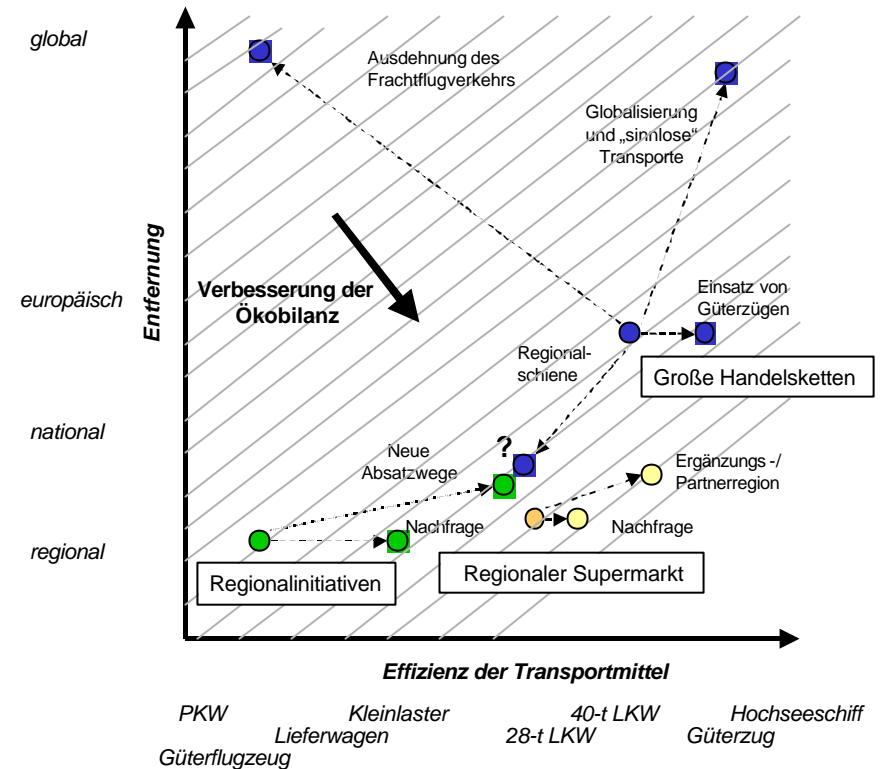 global
Ausdehnung des
Frachtflugverkehrs
Globalisierung
und „sinnlose“
Transporte
Entfernung
europäisch
Verbesserung der
Ökobilanz
Einsatz von
Güterzügen
Regional-
schiene
Große Handelsketten
national
?
Neue
Absatzwege
Ergänzungs -/
Partnerregion
Nachfrage
Nachfrage
regional
Regionalinitiativen
Regionaler Supermarkt
Effizienz der Transportmittel
PKW Kleinlaster 40-t LKW Hochseeschiff
Lieferwagen 28-t LKW Güterzug
Güterflugzeug